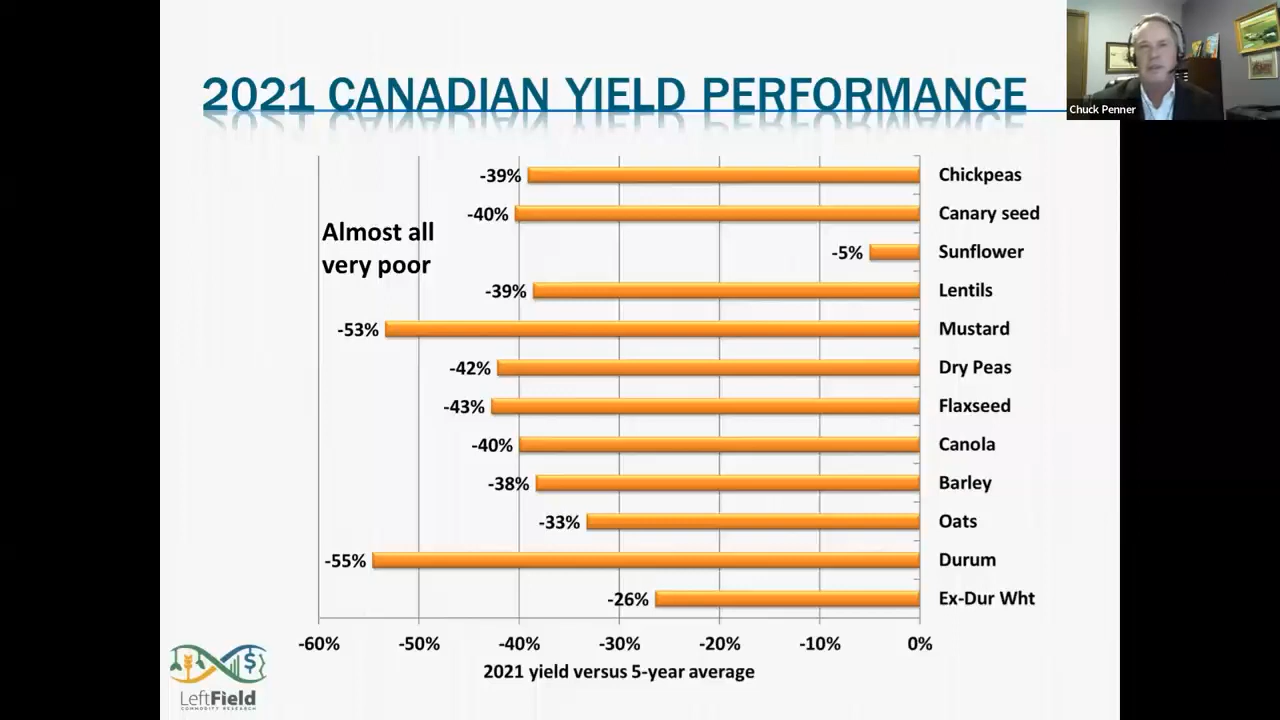 2021 CANADIAN YIELD PERFORMANCE
Chuck Penner
Almost all
very poor
-39% Chickpeas
-40% Canary seed
-5% Sunflower
-39% Lentils
-53% Mustard
-42% Dry Peas
-43% Flaxseed
-40% Canola
-38% Barley
-33% Oats
-55% Durum
-26% Ex-Dur Wht
-60% -50% -40% -30% -20% -10% 0%
2021 yield versus 5-year average
$
LeftField
COMMODITY RESEARCH